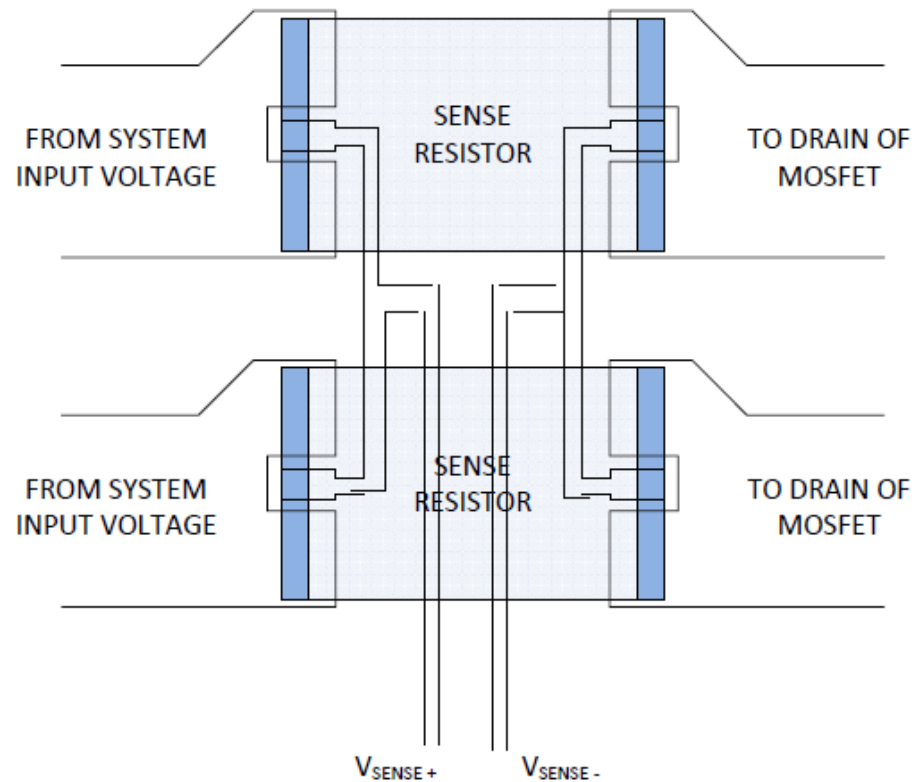 FROM SYSTEM
INPUT VOLTAGE
SENSE
RESISTOR
TO DRAIN OF
MOSFET
FROM SYSTEM
INPUT VOLTAGE
SENSE
RESISTOR
TO DRAIN OF
MOSFET
VSENSE +
VSENSE -